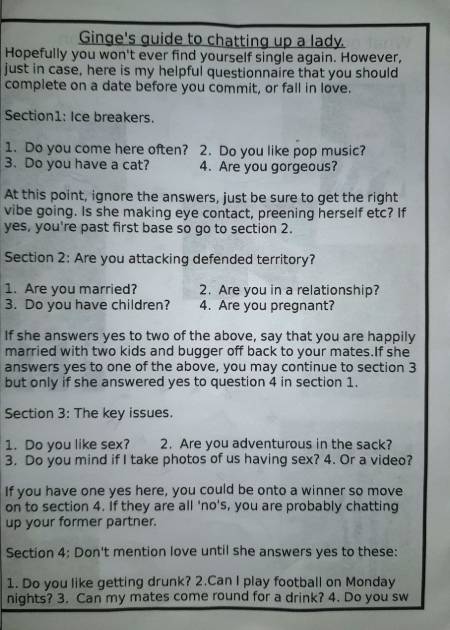 Ginge's guide to chatting up a lady.
Hopefully you won't ever find yourself single again. However,
just in case, here is my helpful questionnaire that you should
complete on a date before you commit, or fall in love.
Section1: Ice breakers.
1. Do you come here often? 2. Do you like pop music?
3. Do you have a cat? 4. Are you gorgeous?
At this point, ignore the answers, just be sure to get the right
vibe going. Is she making eye contact, preening herself etc? If
yes, you're past first base so go to section 2.
Section 2: Are you attacking defended territory?
1. Are you married? 2. Are you in a relationship?
3. Do you have children? 4. Are you pregnant?
If she answers yes to two of the above, say that you are happily
married with two kids and bugger off back to your mates.If she
answers yes to one of the above, you may continue to section 3
but only if she answered yes to question 4 in section 1.
Section 3: The key issues.
1. Do you like sex? 2. Are you adventurous in the sack?
3. Do you mind if I take photos of us having sex? 4. Or a video?
If you have one yes here, you could be onto a winner so move
on to section 4. If they are all 'no's, you are probably chatting
up your former partner.
Section 4: Don't mention love until she answers yes to these:
1. Do you like getting drunk? 2.Can I play football on Monday
nights? 3. Can my mates come round for a drink? 4. Do you sw